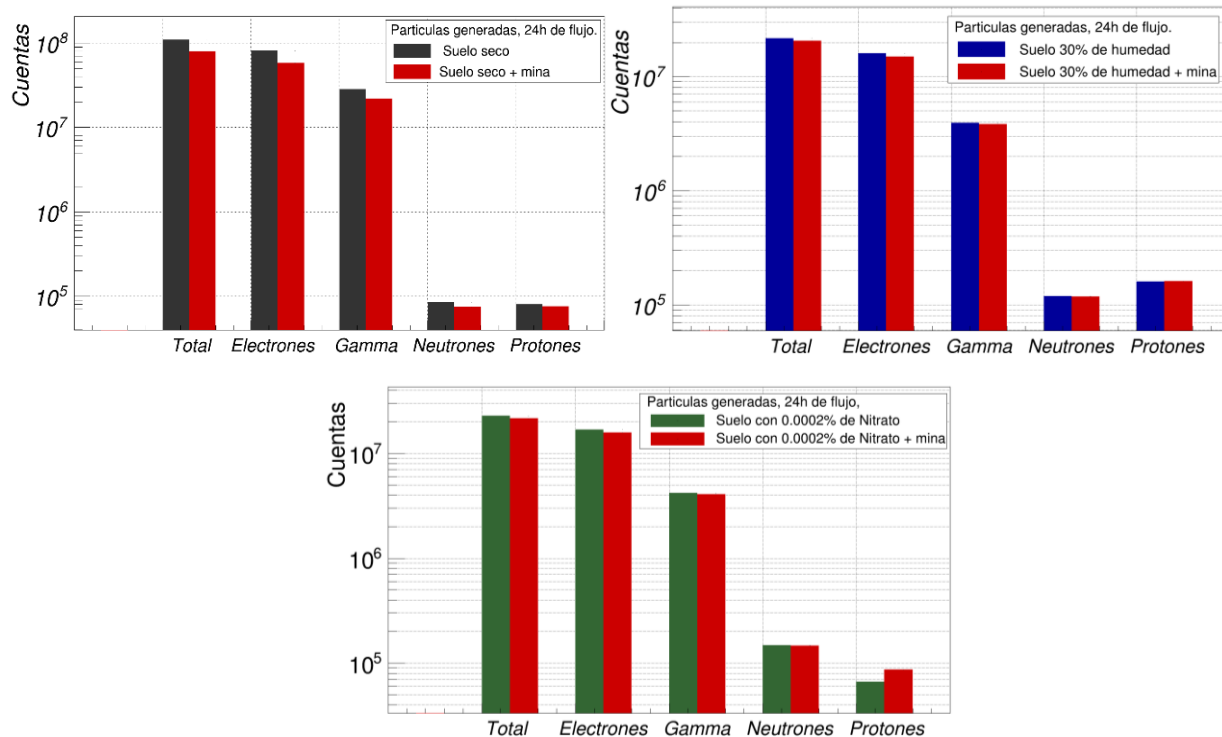 Cuentas
10^8
10^7
10^6
10^5
Particulas generadas, 24h de flujo.
Suelo seco
Suelo seco + mina
Total Electrones Gamma Neutrones Protones
Cuentas
10^7
10^6
10^5
Particulas generadas, 24h de flujo.
Suelo 30% de humedad
Suelo 30% de humedad + mina
Total Electrones Gamma Neutrones Protones
Cuentas
10^7
10^6
10^5
Particulas generadas, 24h de flujo,
Suelo con 0.0002% de Nitrato
Suelo con 0.0002% de Nitrato + mina
Total Electrones Gamma Neutrones Protones